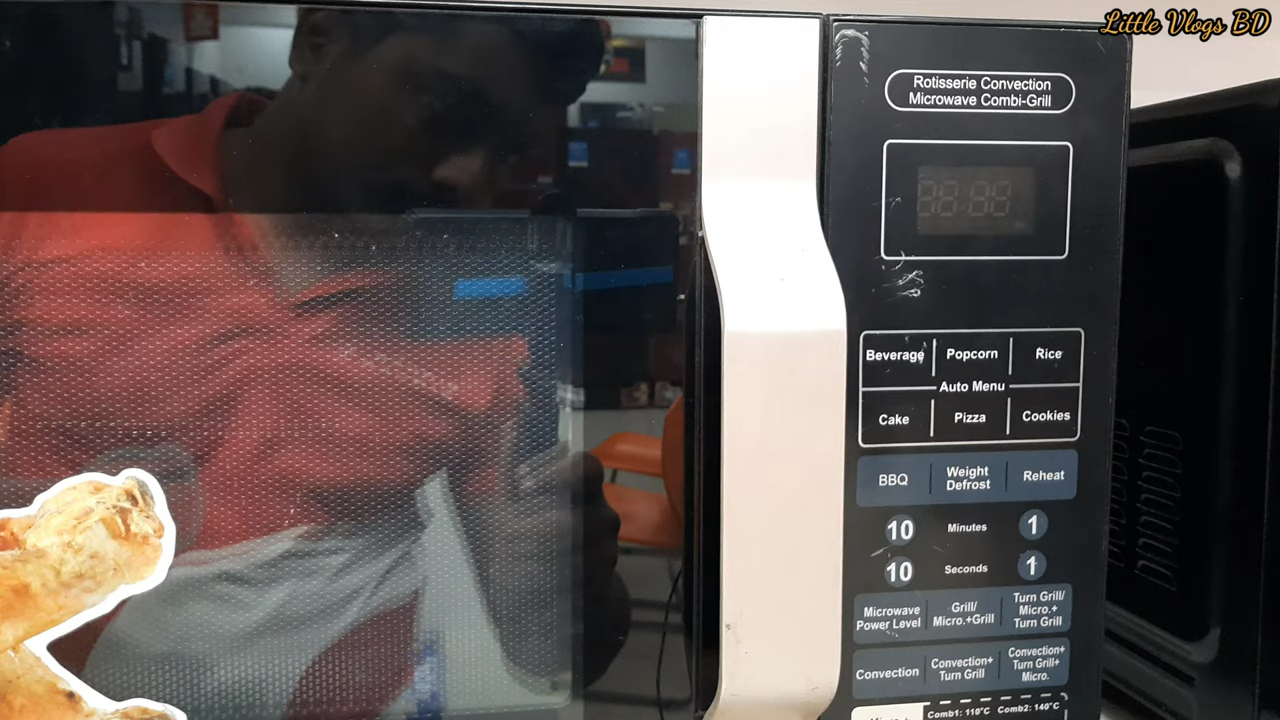 Little Vlogs BD
Rotisserie Convection
Microwave Combi-Grill
Beverage Popcorn Rice
Auto Menu
Cake Pizza Cookies
BBQ Weight Defrost Reheat
10 Minutes 1
10 Seconds 1
Microwave Power Level Grill/ Micro.+Grill Turn Grill/ Micro.+ Turn Grill
Convection Convection+ Turn Grill Convection+ Turn Grill+ Micro.
Comb1: 110°C Comb2: 140°C